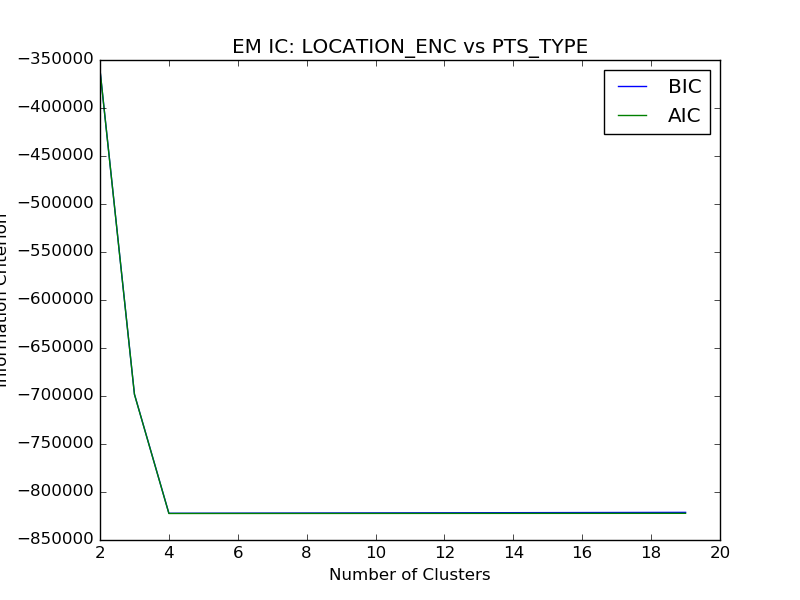 EM IC: LOCATION_ENC vs PTS_TYPE
BIC
AIC
−350000
−400000
−450000
−500000
−550000
−600000
−650000
−700000
−750000
−800000
−850000
Information Criterion
2 4 6 8 10 12 14 16 18 20
Number of Clusters